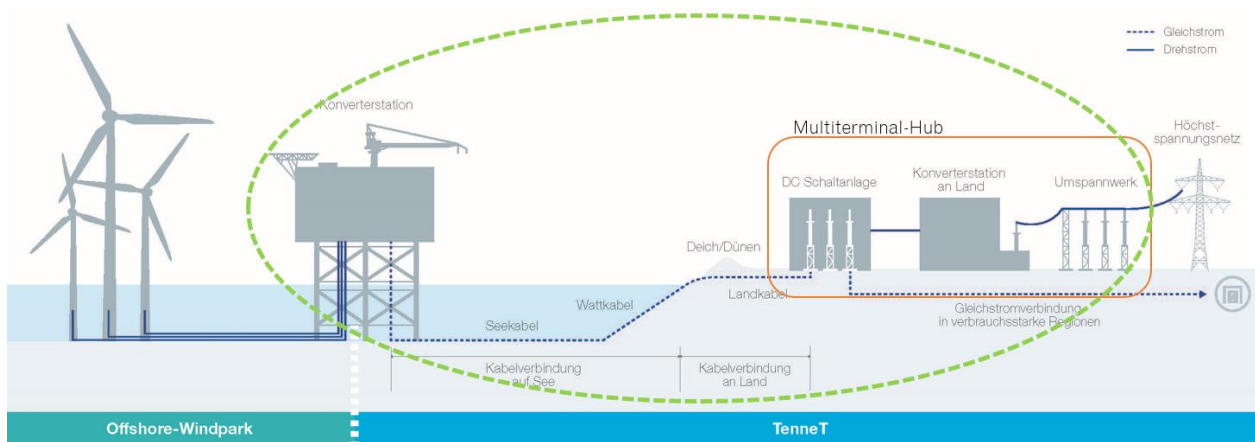 Gleichstrom
Drehstrom
Konverterstation
Multiterminal-Hub
Höchst-
spannungsnetz
DC Schaltanlage
Konverterstation
an Land
Umspannwerk
Deich/Dünen
Landkabel
Wattkabel
Seekabel
Gleichstromverbindung
in verbrauchsstarke Regionen
Kabelverbindung
auf See
Kabelverbindung
an Land
Offshore-Windpark
TenneT